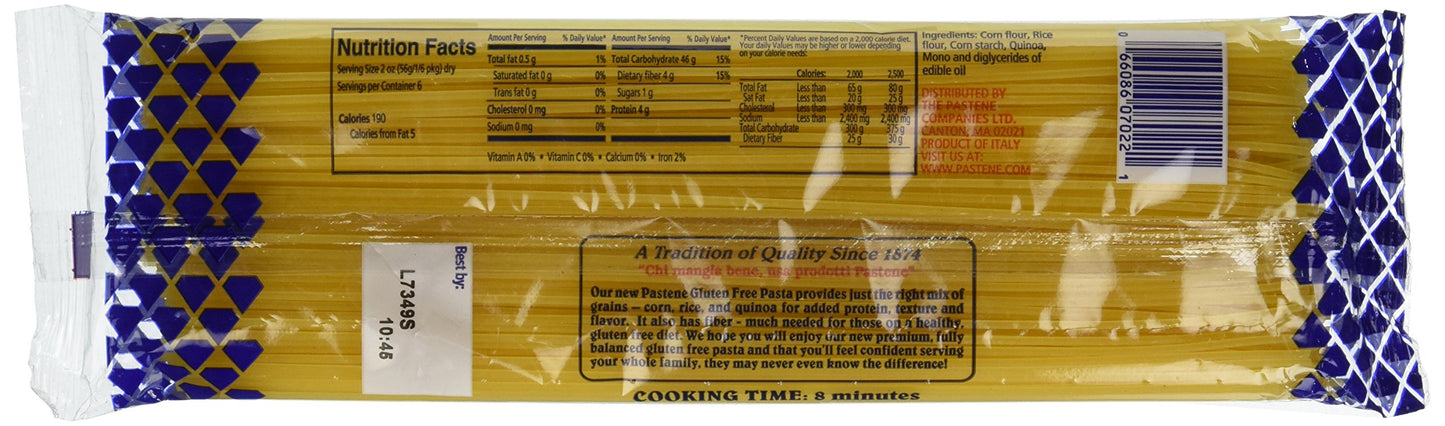 Nutrition Facts
Serving Size 2 oz (56g/1/6 pkg) dry
Servings per Container 6
Calories 190
Calories from Fat 5
Amount Per Serving % Daily Value*
Total fat 0.5 g 1%
Saturated fat 0 g 0%
Trans fat 0 g 0%
Cholesterol 0 mg 0%
Sodium 0 mg 0%
Amount Per Serving % Daily Value*
Total Carbohydrate 46 g 15%
Dietary fiber 4 g 15%
Sugars 1 g
Protein 4 g
Vitamin A 0% • Vitamin C 0% • Calcium 0% • Iron 2%
*Percent Daily Values are based on a 2,000 calorie diet.
Your daily Values may be higher or lower depending
on your calorie needs:
Calories: 2,000 2,500
Total Fat Less than 65 g 80 g
Sat Fat Less than 20 g 25 g
Cholesterol Less than 300 mg 300 mg
Sodium Less than 2,400 mg 2,400 mg
Total Carbohydrate 300 g 375 g
Dietary Fiber 25 g 30 g
Ingredients: Corn flour, Rice
flour, Corn starch, Quinoa,
Mono and diglycerides of
edible oil
DISTRIBUTED BY
THE PASTENE
COMPANIES LTD.
CANTON, MA 02021
PRODUCT OF ITALY
VISIT US AT:
WWW.PASTENE.COM
0 66086 07022 1
Best by:
L7349S
10:45
A Tradition of Quality Since 1874
"Chi mangia bene, usa prodotti Pastene"
Our new Pastene Gluten Free Pasta provides just the right mix of
grains – corn, rice, and quinoa for added protein, texture and
flavor. It also has fiber - much needed for those on a healthy,
gluten free diet. We hope you will enjoy our new premium, fully
balanced gluten free pasta and that you'll feel confident serving
your whole family, they may never even know the difference!
COOKING TIME: 8 minutes